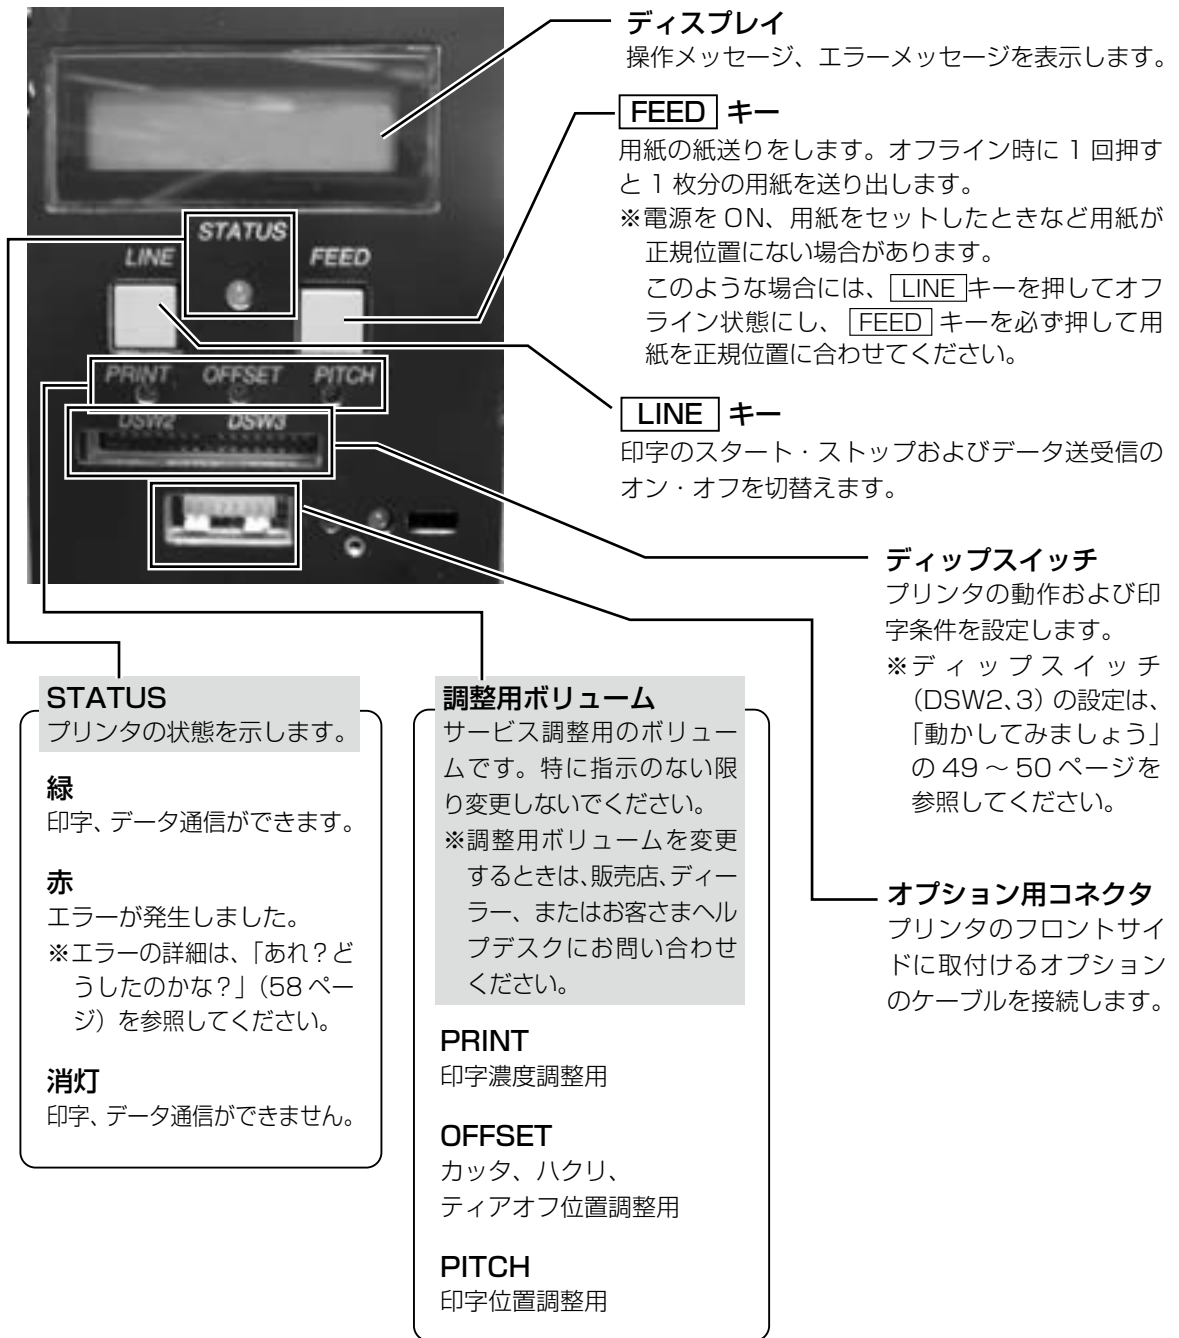 ディスプレイ
操作メッセージ、エラーメッセージを表示します。
FEED キー
用紙の紙送りをします。オフライン時に 1 回押す
と 1 枚分の用紙を送り出します。
※電源を ON、用紙をセットしたときなど用紙が
正規位置にない場合があります。
このような場合には、LINE キーを押してオフ
ライン状態にし、FEED キーを必ず押して用
紙を正規位置に合わせてください。
LINE キー
印字のスタート・ストップおよびデータ送受信の
オン・オフを切替えます。
STATUS
LINE
FEED
PRINT OFFSET PITCH
DSW2 DSW3
ディップスイッチ
プリンタの動作および印
字条件を設定します。
※ディップスイッチ
（DSW2、3）の設定は、
「動かしてみましょう」
の 49 ～ 50 ページを
参照してください。
オプション用コネクタ
プリンタのフロントサイ
ドに取付けるオプション
のケーブルを接続します。
STATUS
プリンタの状態を示します。
緑
印字、データ通信ができます。
赤
エラーが発生しました。
※エラーの詳細は、「あれ？ど
うしたのかな？」（58 ペー
ジ）を参照してください。
消灯
印字、データ通信ができません。
調整用ボリューム
サービス調整用のボリュー
ムです。特に指示のない限
り変更しないでください。
※調整用ボリュームを変更
するときは、販売店、ディー
ラー、またはお客さまヘル
プデスクにお問い合わせ
ください。
PRINT
印字濃度調整用
OFFSET
カッタ、ハクリ、
ティアオフ位置調整用
PITCH
印字位置調整用